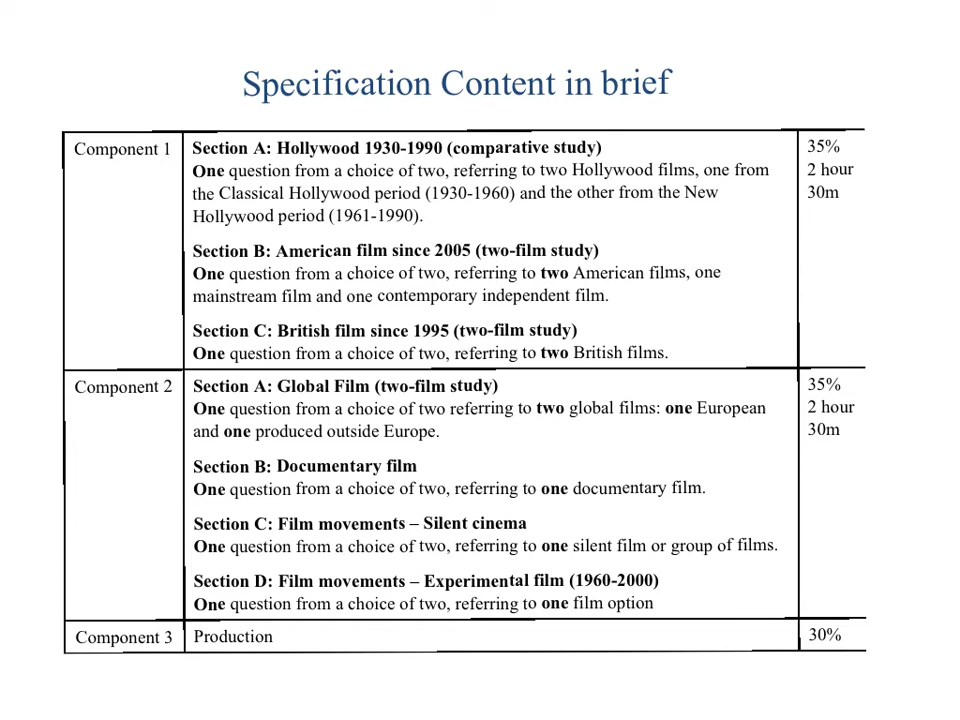 Specification Content in brief
Component 1
Section A: Hollywood 1930-1990 (comparative study)
One question from a choice of two, referring to two Hollywood films, one from
the Classical Hollywood period (1930-1960) and the other from the New
Hollywood period (1961-1990).
Section B: American film since 2005 (two-film study)
One question from a choice of two, referring to two American films, one
mainstream film and one contemporary independent film.
Section C: British film since 1995 (two-film study)
One question from a choice of two, referring to two British films.
35%
2 hour
30m
Component 2
Section A: Global Film (two-film study)
One question from a choice of two referring to two global films: one European
and one produced outside Europe.
Section B: Documentary film
One question from a choice of two, referring to one documentary film.
Section C: Film movements – Silent cinema
One question from a choice of two, referring to one silent film or group of films.
Section D: Film movements – Experimental film (1960-2000)
One question from a choice of two, referring to one film option
35%
2 hour
30m
Component 3
Production
30%